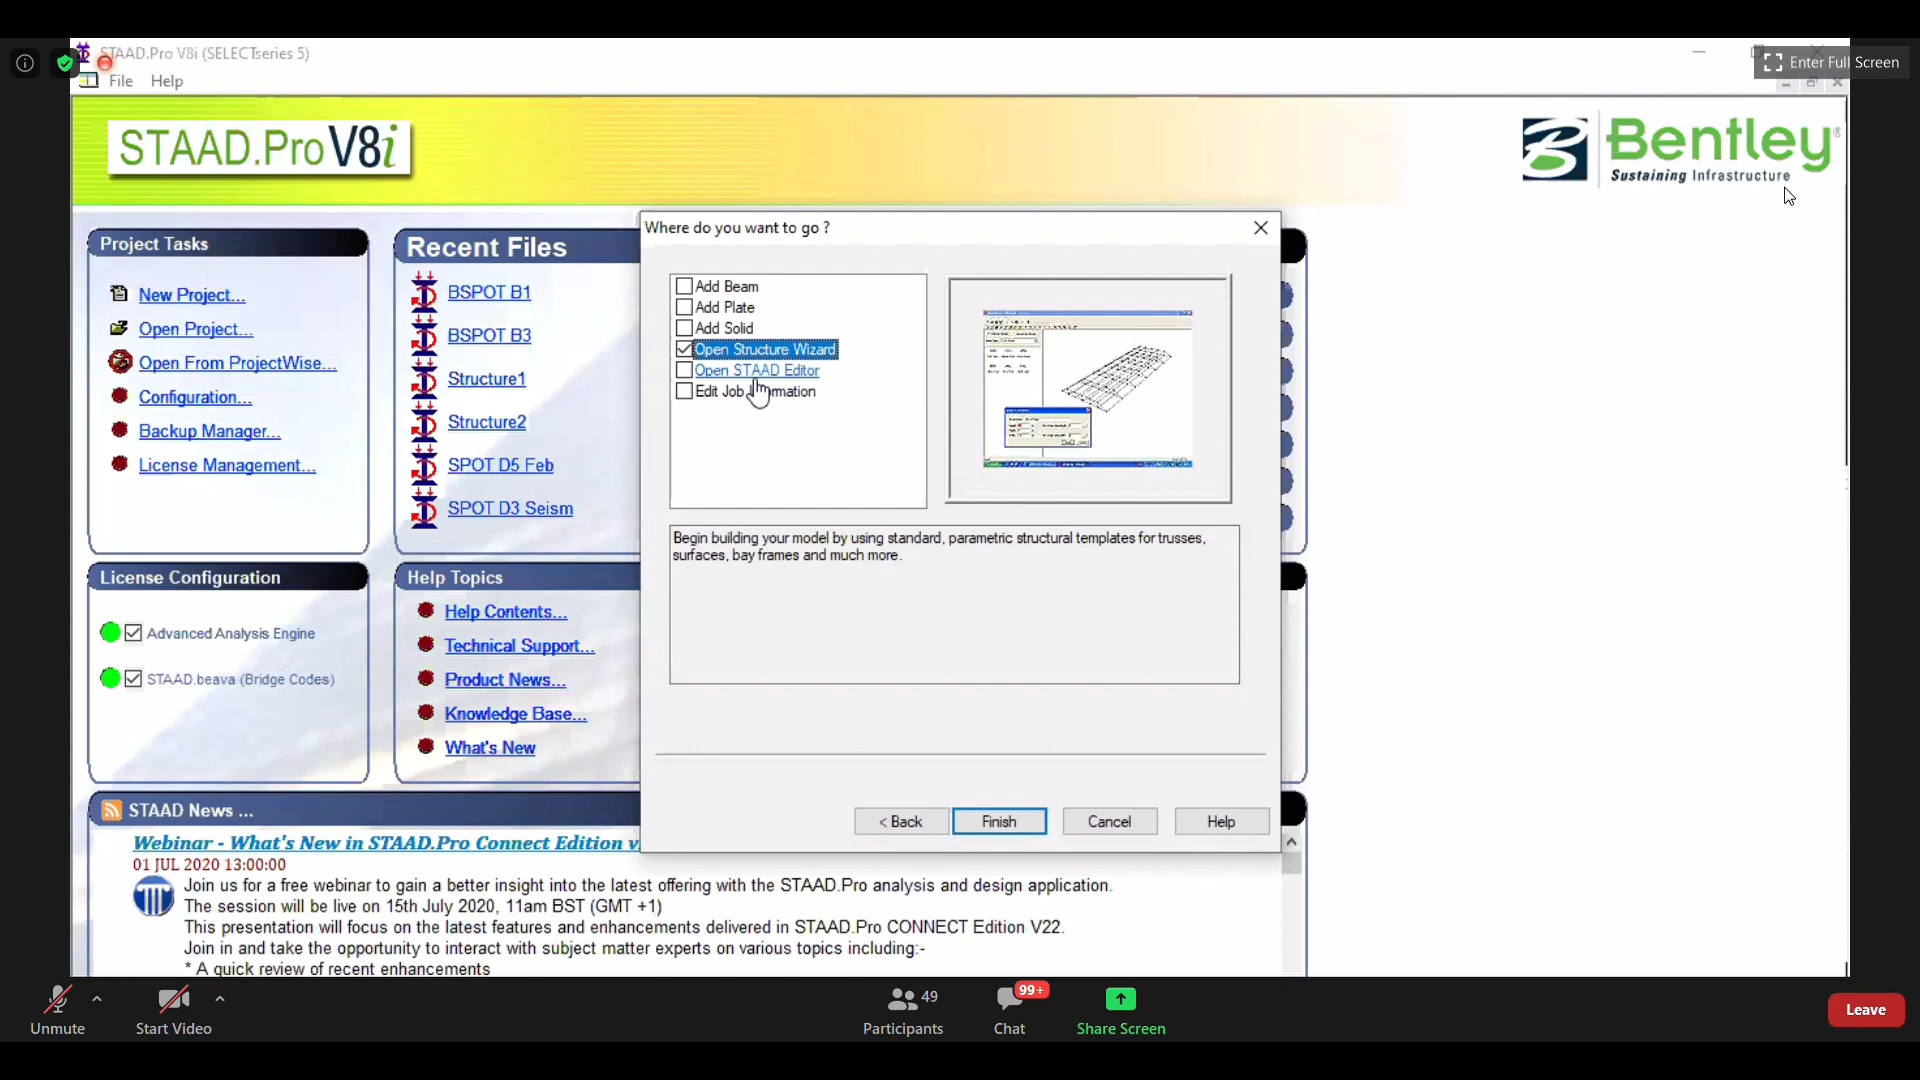 STAAD.Pro V8i (SELECTseries 5)
Enter Full Screen
File Help
STAAD.Pro V8i
Bentley®
Sustaining Infrastructure
Project Tasks
New Project...
Open Project...
Open From ProjectWise...
Configuration...
Backup Manager...
License Management...
Recent Files
BSPOT B1
BSPOT B3
Structure1
Structure2
SPOT D5 Feb
SPOT D3 Seism
Where do you want to go ?
Add Beam
Add Plate
Add Solid
Open Structure Wizard
Open STAAD Editor
Edit Job
Begin building your model by using standard, parametric structural templates for trusses,
surfaces, bay frames and much more.
< Back Finish Cancel Help
License Configuration
Advanced Analysis Engine
STAAD.beava (Bridge Codes)
Help Topics
Help Contents...
Technical Support...
Product News...
Knowledge Base...
What's New
STAAD News ...
Webinar - What's New in STAAD.Pro Connect Edition
01 JUL 2020 13:00:00
Join us for a free webinar to gain a better insight into the latest offering with the STAAD.Pro analysis and design application.
The session will be live on 15th July 2020, 11am BST (GMT +1)
This presentation will focus on the latest features and enhancements delivered in STAAD.Pro CONNECT Edition V22.
Join in and take the opportunity to interact with subject matter experts on various topics including:-
* A quick review of recent enhancements
Unmute
Start Video
49
Participants
99+
Chat
Share Screen
Leave